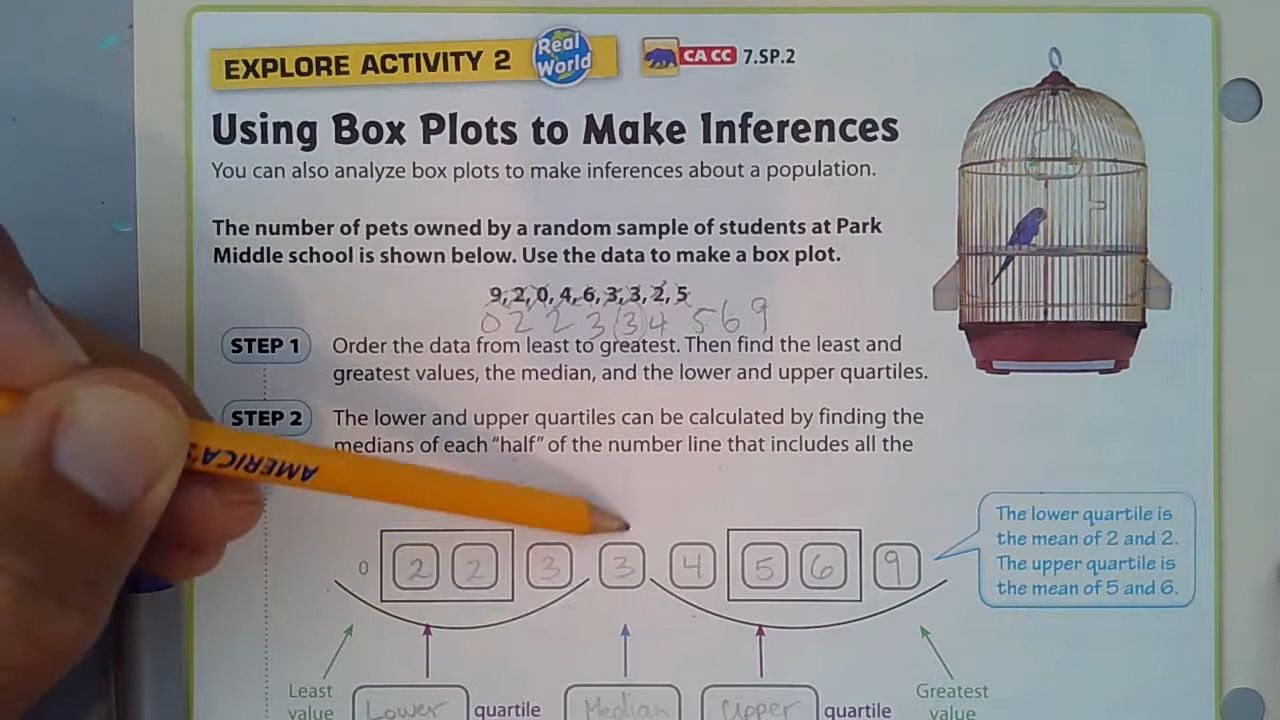 EXPLORE ACTIVITY 2
Real World
CA CC 7.SP.2
Using Box Plots to Make Inferences
You can also analyze box plots to make inferences about a population.
The number of pets owned by a random sample of students at Park
Middle school is shown below. Use the data to make a box plot.
9, 2, 0, 4, 6, 3, 3, 2, 5
0 2 2 3 (3) 4 5 6 9
STEP 1
Order the data from least to greatest. Then find the least and
greatest values, the median, and the lower and upper quartiles.
STEP 2
The lower and upper quartiles can be calculated by finding the
medians of each “half” of the number line that includes all the
AMERICA'S
0 2 2 3 3 4 5 6 9
The lower quartile is
the mean of 2 and 2.
The upper quartile is
the mean of 5 and 6.
Least
value
Lower quartile
Median
Upper quartile
Greatest
value